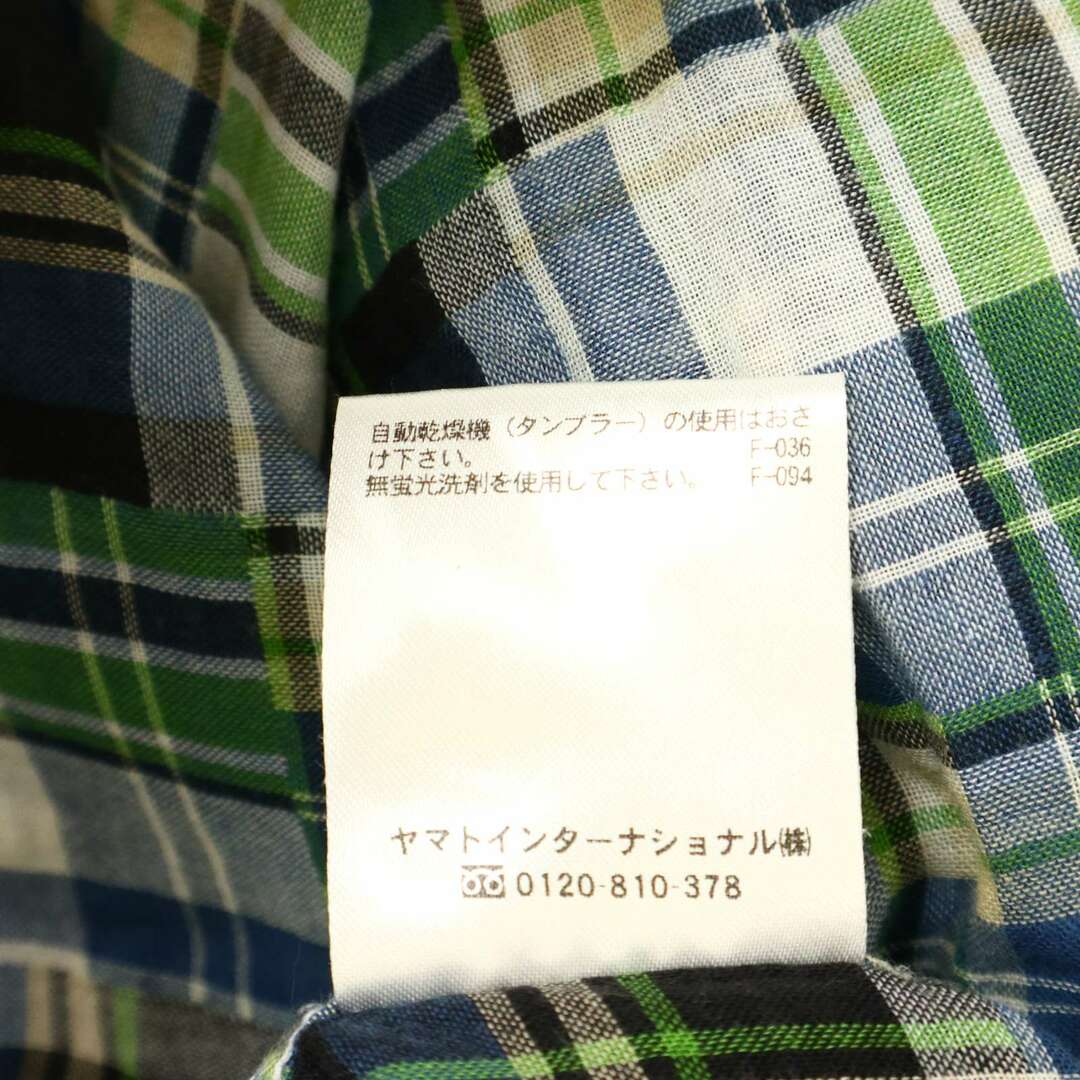 自動乾燥機（タンブラー）の使用はおさ
け下さい。 F-036
無蛍光洗剤を使用して下さい。 F-094
ヤマトインターナショナル㈱
0120-810-378